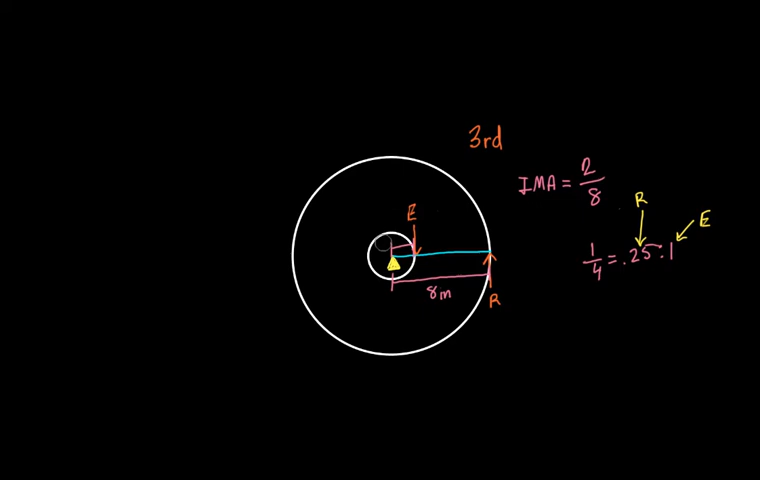 3rd
IMA = 2/8
R
E
E
1/4 = .25:1
8m
R